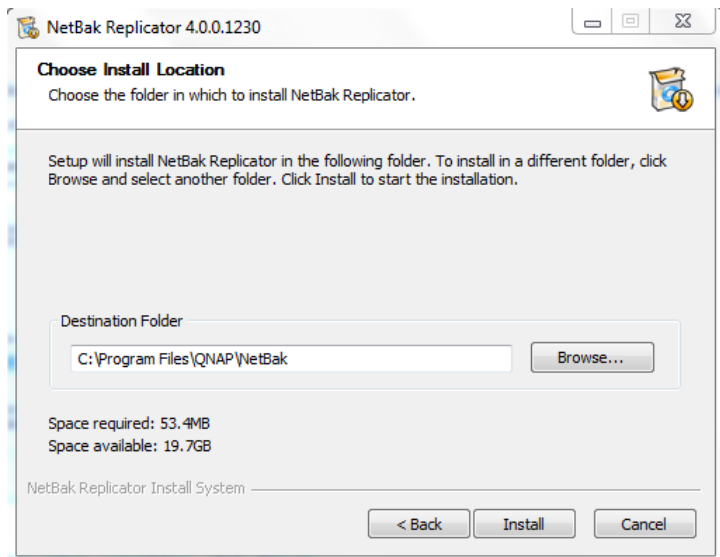 NetBak Replicator 4.0.0.1230
Choose Install Location
Choose the folder in which to install NetBak Replicator.
Setup will install NetBak Replicator in the following folder. To install in a different folder, click
Browse and select another folder. Click Install to start the installation.
Destination Folder
C:\Program Files\QNAP\NetBak
Browse...
Space required: 53.4MB
Space available: 19.7GB
NetBak Replicator Install System
< Back
Install
Cancel